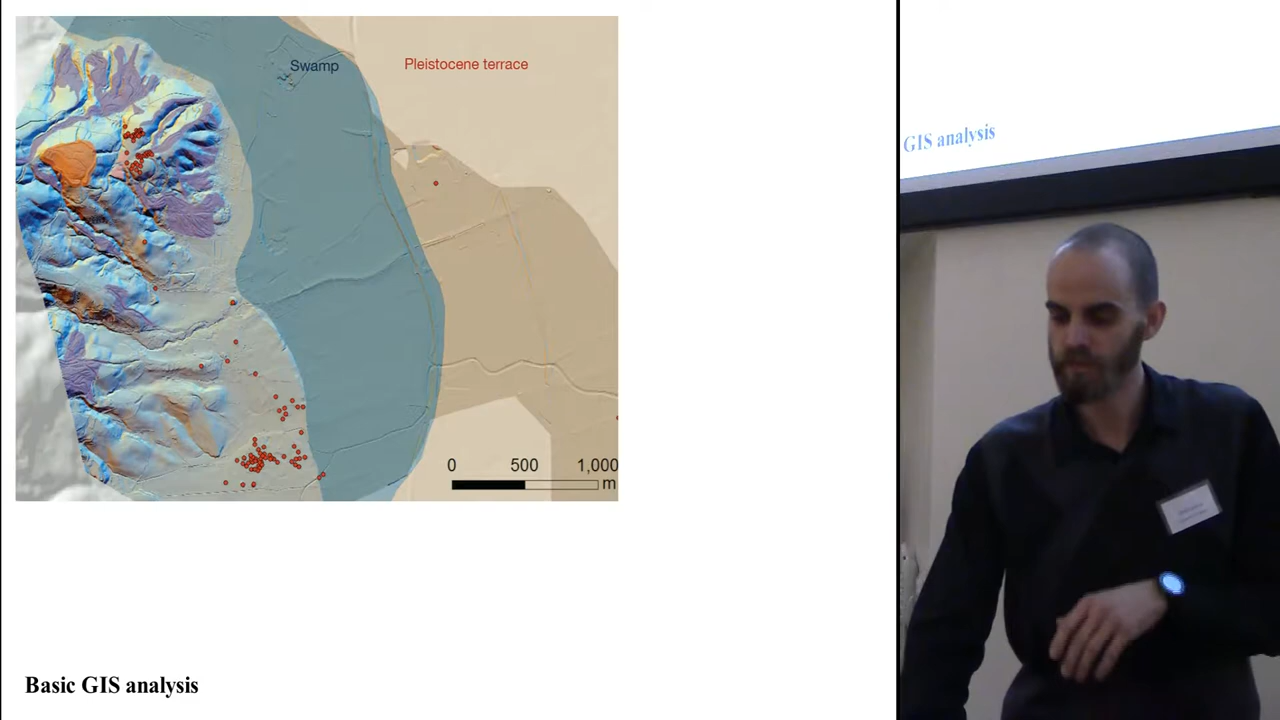 Swamp
Pleistocene terrace
0 500 1,000
m
Basic GIS analysis
GIS analysis